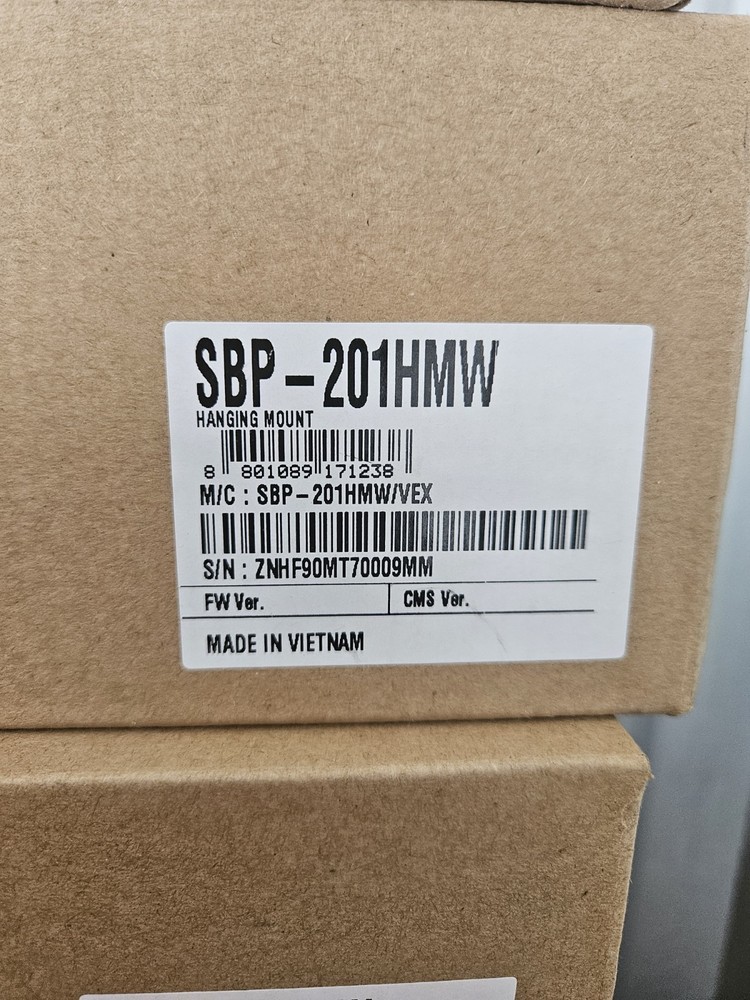 SBP-201HMW
HANGING MOUNT
8 801089 171238
M/C : SBP-201HMW/VEX
S/N : ZNHF90MT70009MM
FW Ver.
CMS Ver.
MADE IN VIETNAM